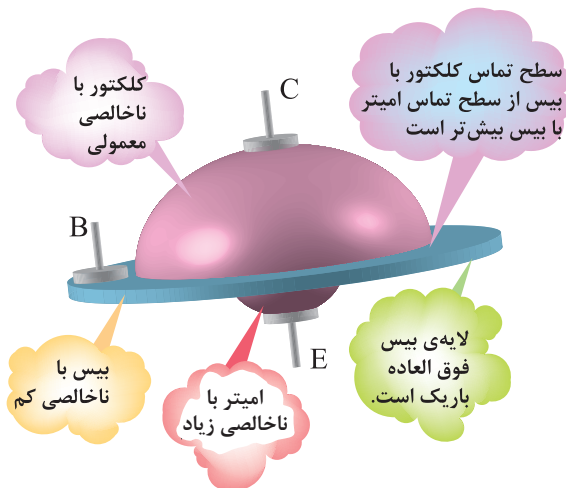 سطح تماس کلکتور با
بیس از سطح تماس امیتر
با بیس بیش‌تر است
کلکتور با
ناخالصی
معمولی
C
B
E
لایه‌ی بیس
فوق العاده
باریک است.
امیتر با
ناخالصی زیاد
بیس با
ناخالصی کم